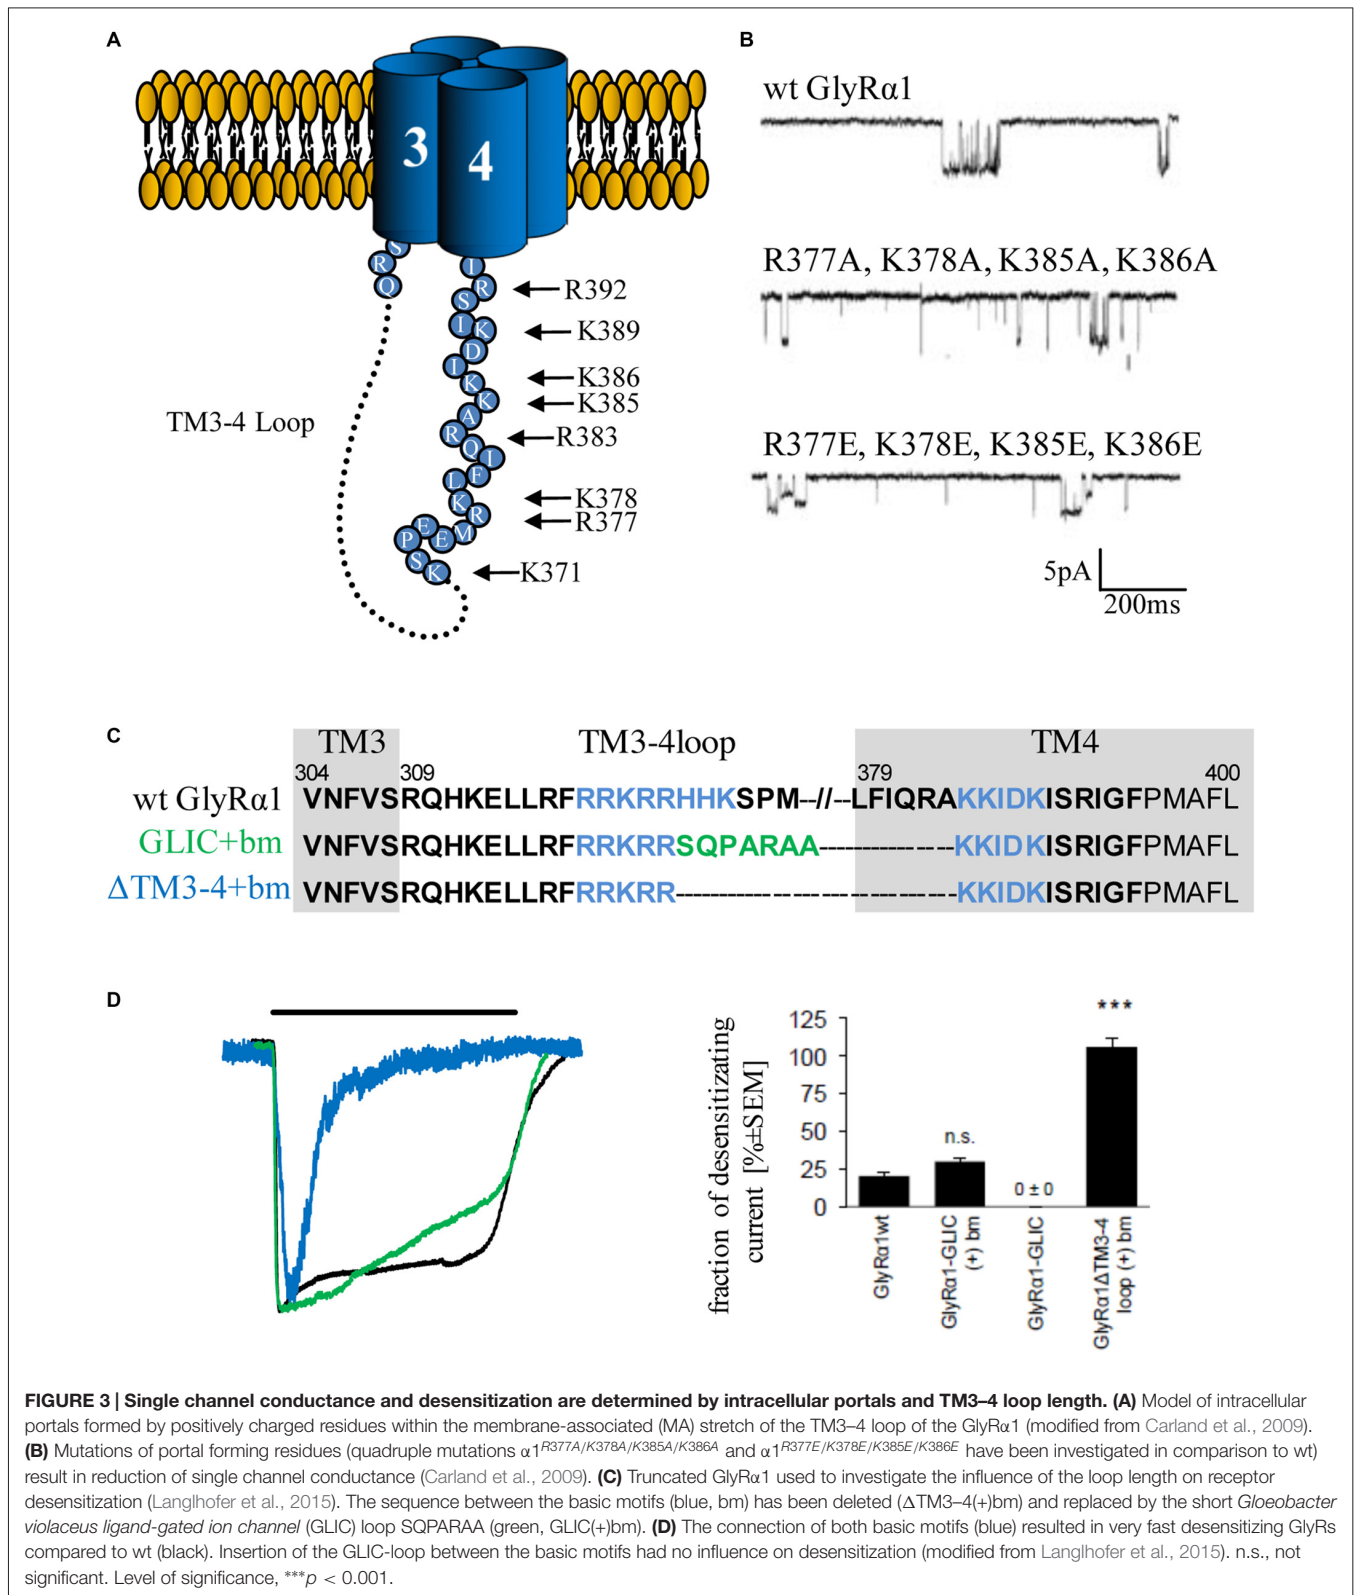 A
3
4
S
R
Q
I
R
S
I
K
D
I
K
K
A
R
Q
I
F
L
K
R
M
E
E
P
S
K
R392
K389
K386
K385
R383
K378
R377
K371
TM3-4 Loop
B
wt GlyRα1
R377A, K378A, K385A, K386A
R377E, K378E, K385E, K386E
5pA
200ms
C
TM3 TM3-4loop TM4
304 309 379 400
wt GlyRα1 VNFVSRQHKELLRFRRKRRHHKSPM--//--LFIQRAKKIDKISRIGFPMAFL
GLIC+bm VNFVSRQHKELLRFRRKRRSQPARAA--------------KKIDKISRIGFPMAFL
ΔTM3-4+bm VNFVSRQHKELLRFRRKRR----------------------------KKIDKISRIGFPMAFL
D
fraction of desensitizating
current [%±SEM]
125
100
75
50
25
0
n.s.
0 ± 0
***
GlyRα1wt
GlyRα1-GLIC
(+) bm
GlyRα1-GLIC
GlyRα1ΔTM3-4
loop (+) bm
FIGURE 3 | Single channel conductance and desensitization are determined by intracellular portals and TM3–4 loop length. (A) Model of intracellular
portals formed by positively charged residues within the membrane-associated (MA) stretch of the TM3–4 loop of the GlyRα1 (modified from Carland et al., 2009).
(B) Mutations of portal forming residues (quadruple mutations α1R377A/K378A/K385A/K386A and α1R377E/K378E/K385E/K386E have been investigated in comparison to wt)
result in reduction of single channel conductance (Carland et al., 2009). (C) Truncated GlyRα1 used to investigate the influence of the loop length on receptor
desensitization (Langlhofer et al., 2015). The sequence between the basic motifs (blue, bm) has been deleted (ΔTM3–4(+)bm) and replaced by the short Gloeobacter
violaceus ligand-gated ion channel (GLIC) loop SQPARAA (green, GLIC(+)bm). (D) The connection of both basic motifs (blue) resulted in very fast desensitizing GlyRs
compared to wt (black). Insertion of the GLIC-loop between the basic motifs had no influence on desensitization (modified from Langlhofer et al., 2015). n.s., not
significant. Level of significance, ***p < 0.001.